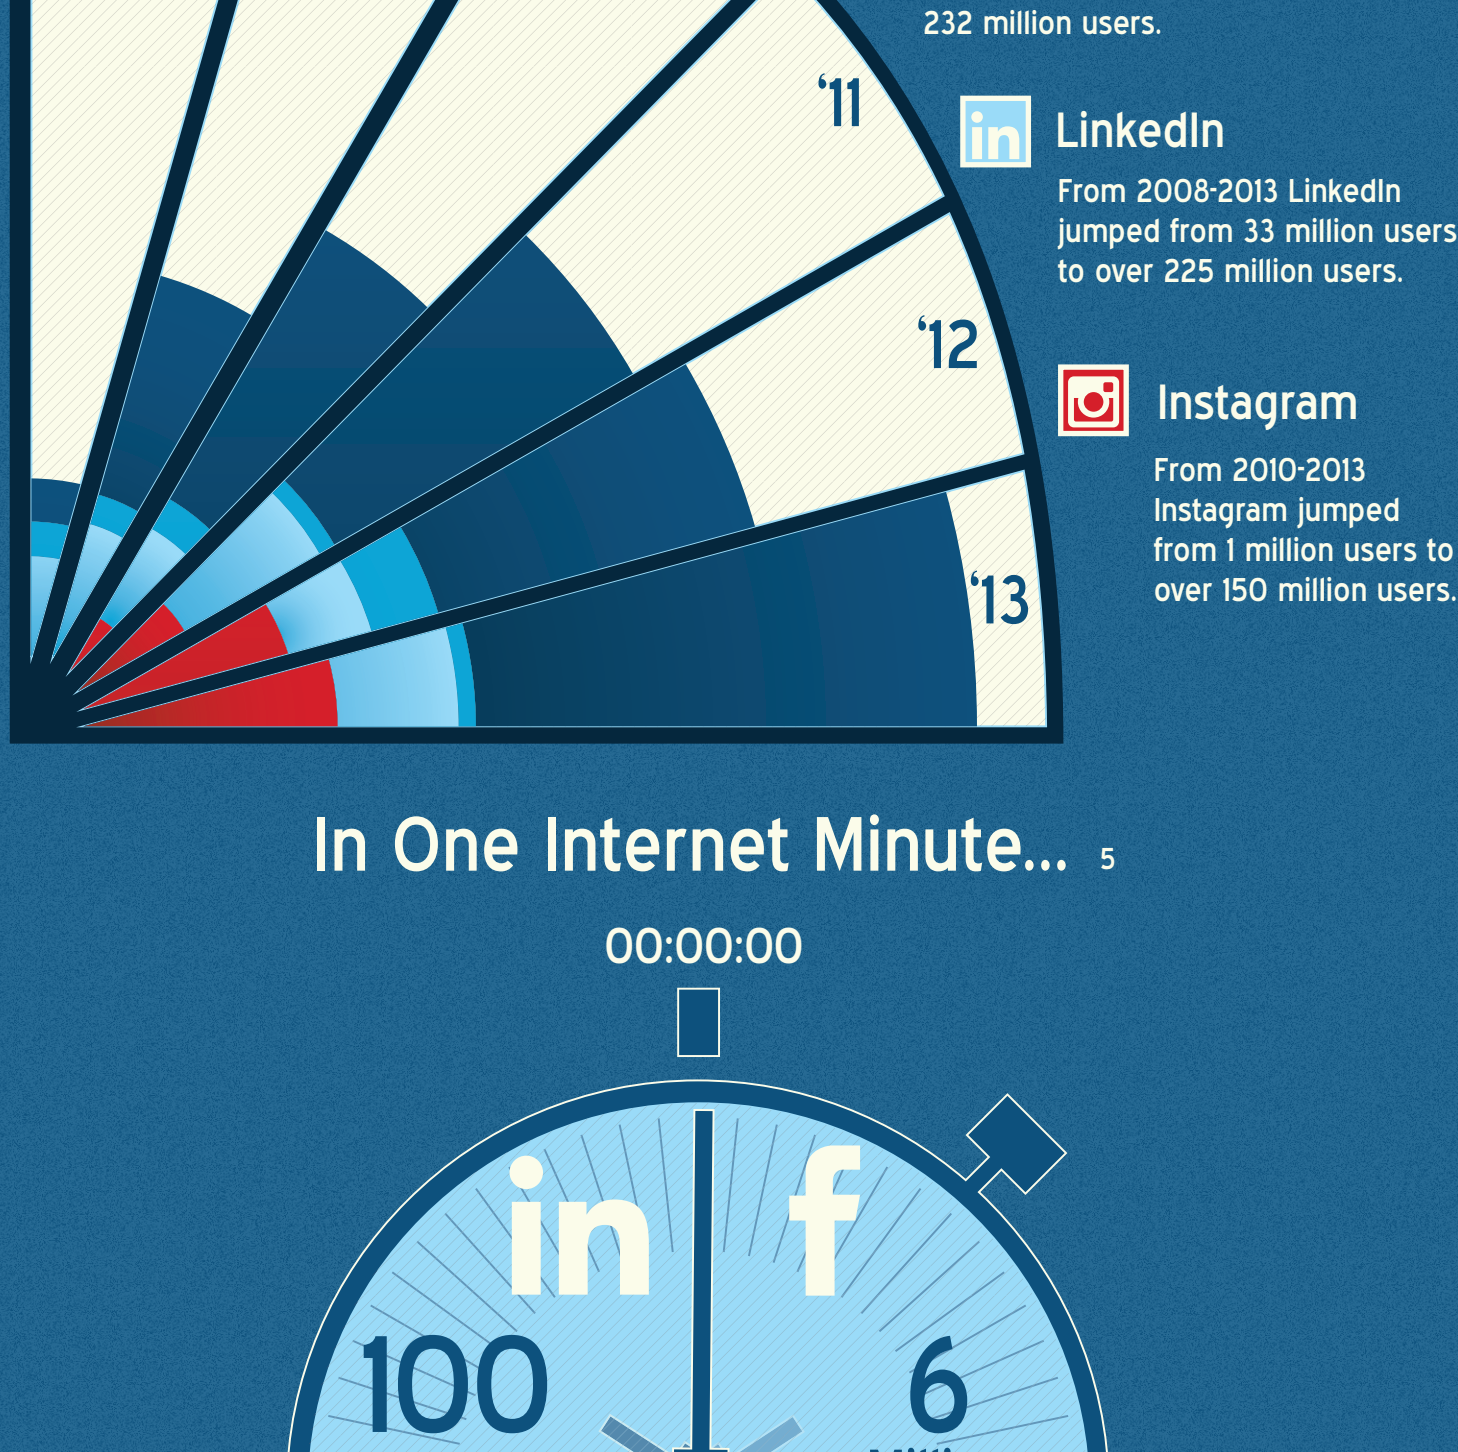 232 million users.
‘11
in LinkedIn
From 2008-2013 LinkedIn
jumped from 33 million users
to over 225 million users.
‘12
Instagram
From 2010-2013
Instagram jumped
from 1 million users to
over 150 million users.
‘13
In One Internet Minute... 5
00:00:00
in f
100 6